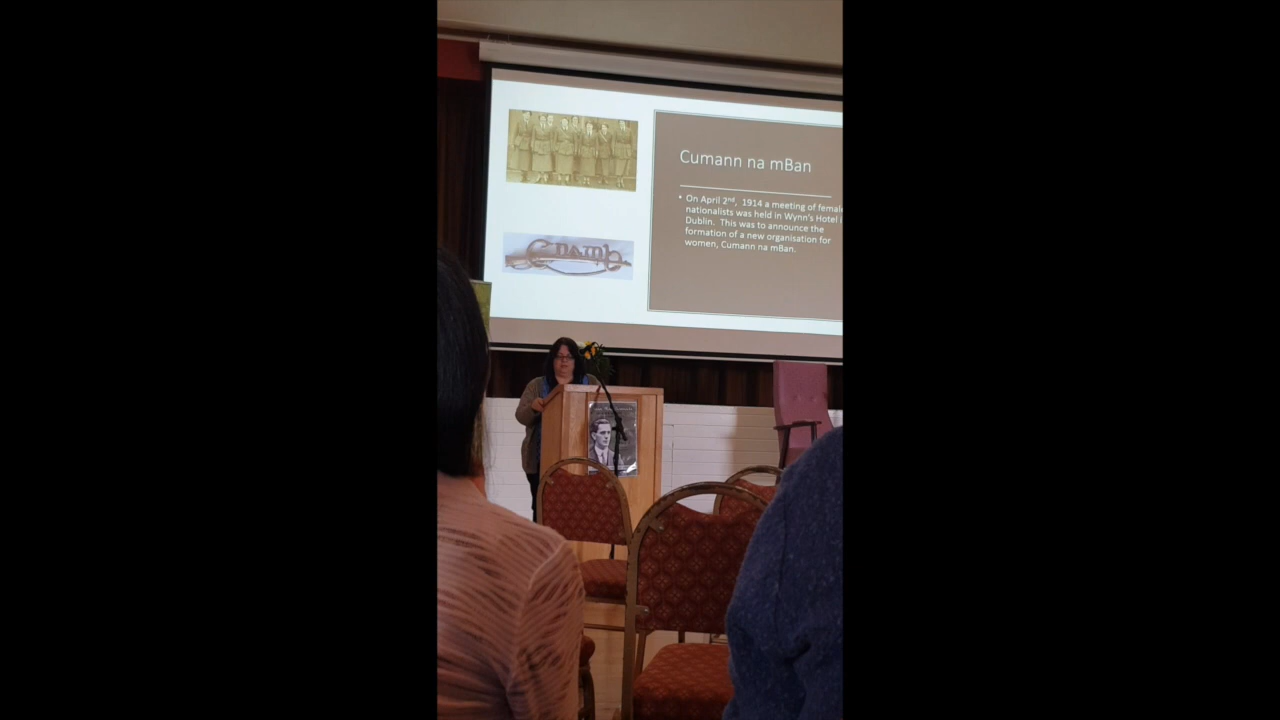 Cumann na mBan
• On April 2nd, 1914 a meeting of female
nationalists was held in Wynn's Hotel i
Dublin. This was to announce the
formation of a new organisation for
women, Cumann na mBan.
Cnamb